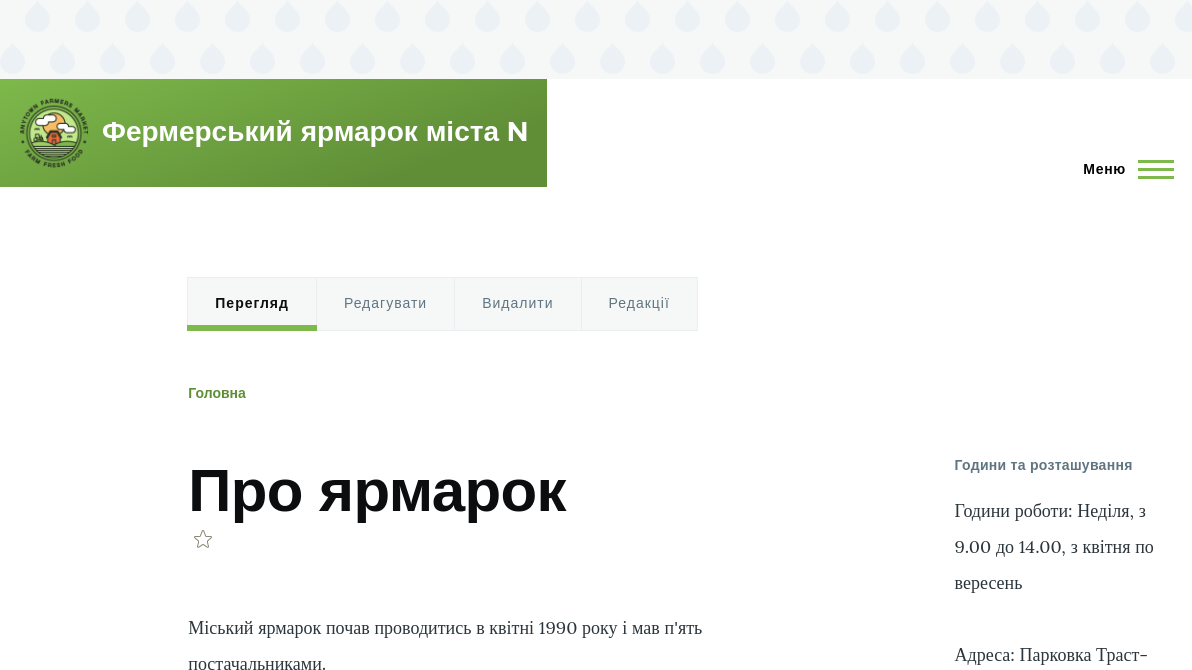 ANYTOWN FARMERS MARKET
FARM FRESH FOOD
Фермерський ярмарок міста N
Меню
Перегляд
Редагувати
Видалити
Редакції
Головна
Про ярмарок
Міський ярмарок почав проводитись в квітні 1990 року і мав п'ять
постачальниками.
Години та розташування
Години роботи: Неділя, з
9.00 до 14.00, з квітня по
вересень
Адреса: Парковка Траст-